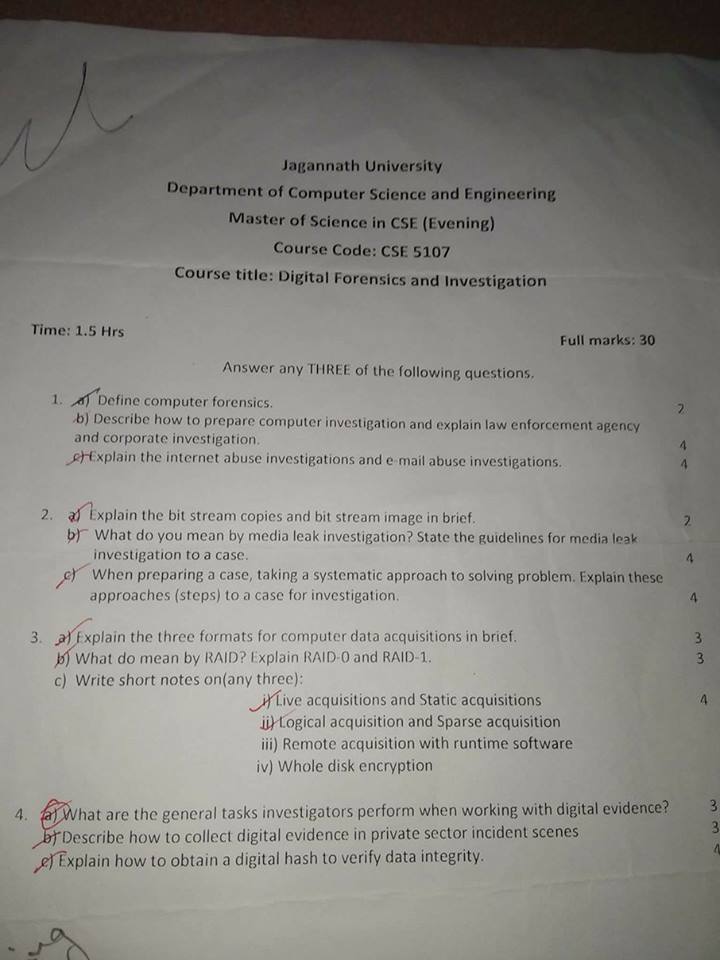 Jagannath University
Department of Computer Science and Engineering
Master of Science in CSE (Evening)
Course Code: CSE 5107
Course title: Digital Forensics and Investigation
Time: 1.5 Hrs
Full marks: 30
Answer any THREE of the following questions.
1. a) Define computer forensics. 2
b) Describe how to prepare computer investigation and explain law enforcement agency
and corporate investigation. 4
c) Explain the internet abuse investigations and e-mail abuse investigations. 4
2. a) Explain the bit stream copies and bit stream image in brief. 2
b) What do you mean by media leak investigation? State the guidelines for media leak
investigation to a case. 4
c) When preparing a case, taking a systematic approach to solving problem. Explain these
approaches (steps) to a case for investigation. 4
3. a) Explain the three formats for computer data acquisitions in brief. 3
b) What do mean by RAID? Explain RAID-0 and RAID-1. 3
c) Write short notes on(any three):
i) Live acquisitions and Static acquisitions 4
ii) Logical acquisition and Sparse acquisition
iii) Remote acquisition with runtime software
iv) Whole disk encryption
4. a) What are the general tasks investigators perform when working with digital evidence? 3
b) Describe how to collect digital evidence in private sector incident scenes 3
c) Explain how to obtain a digital hash to verify data integrity. 4